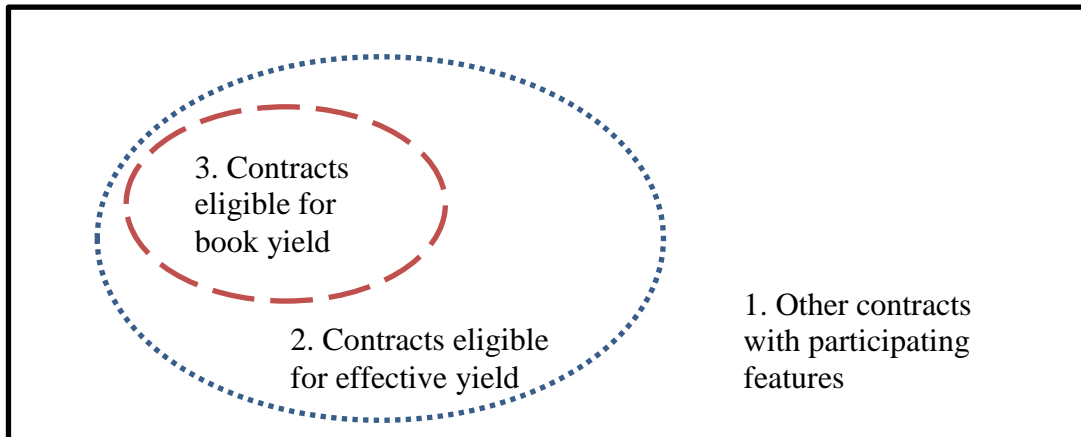 3. Contracts
eligible for
book yield
2. Contracts eligible
for effective yield
1. Other contracts
with participating
features